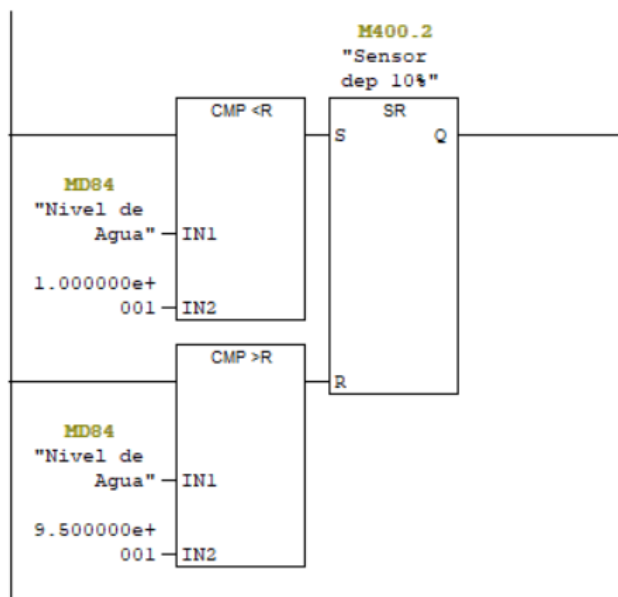 M400.2
"Sensor
dep 10%"
CMP <R
SR
S
Q
MD84
"Nivel de
Agua"
IN1
1.000000e+
001
IN2
CMP >R
R
MD84
"Nivel de
Agua"
IN1
9.500000e+
001
IN2